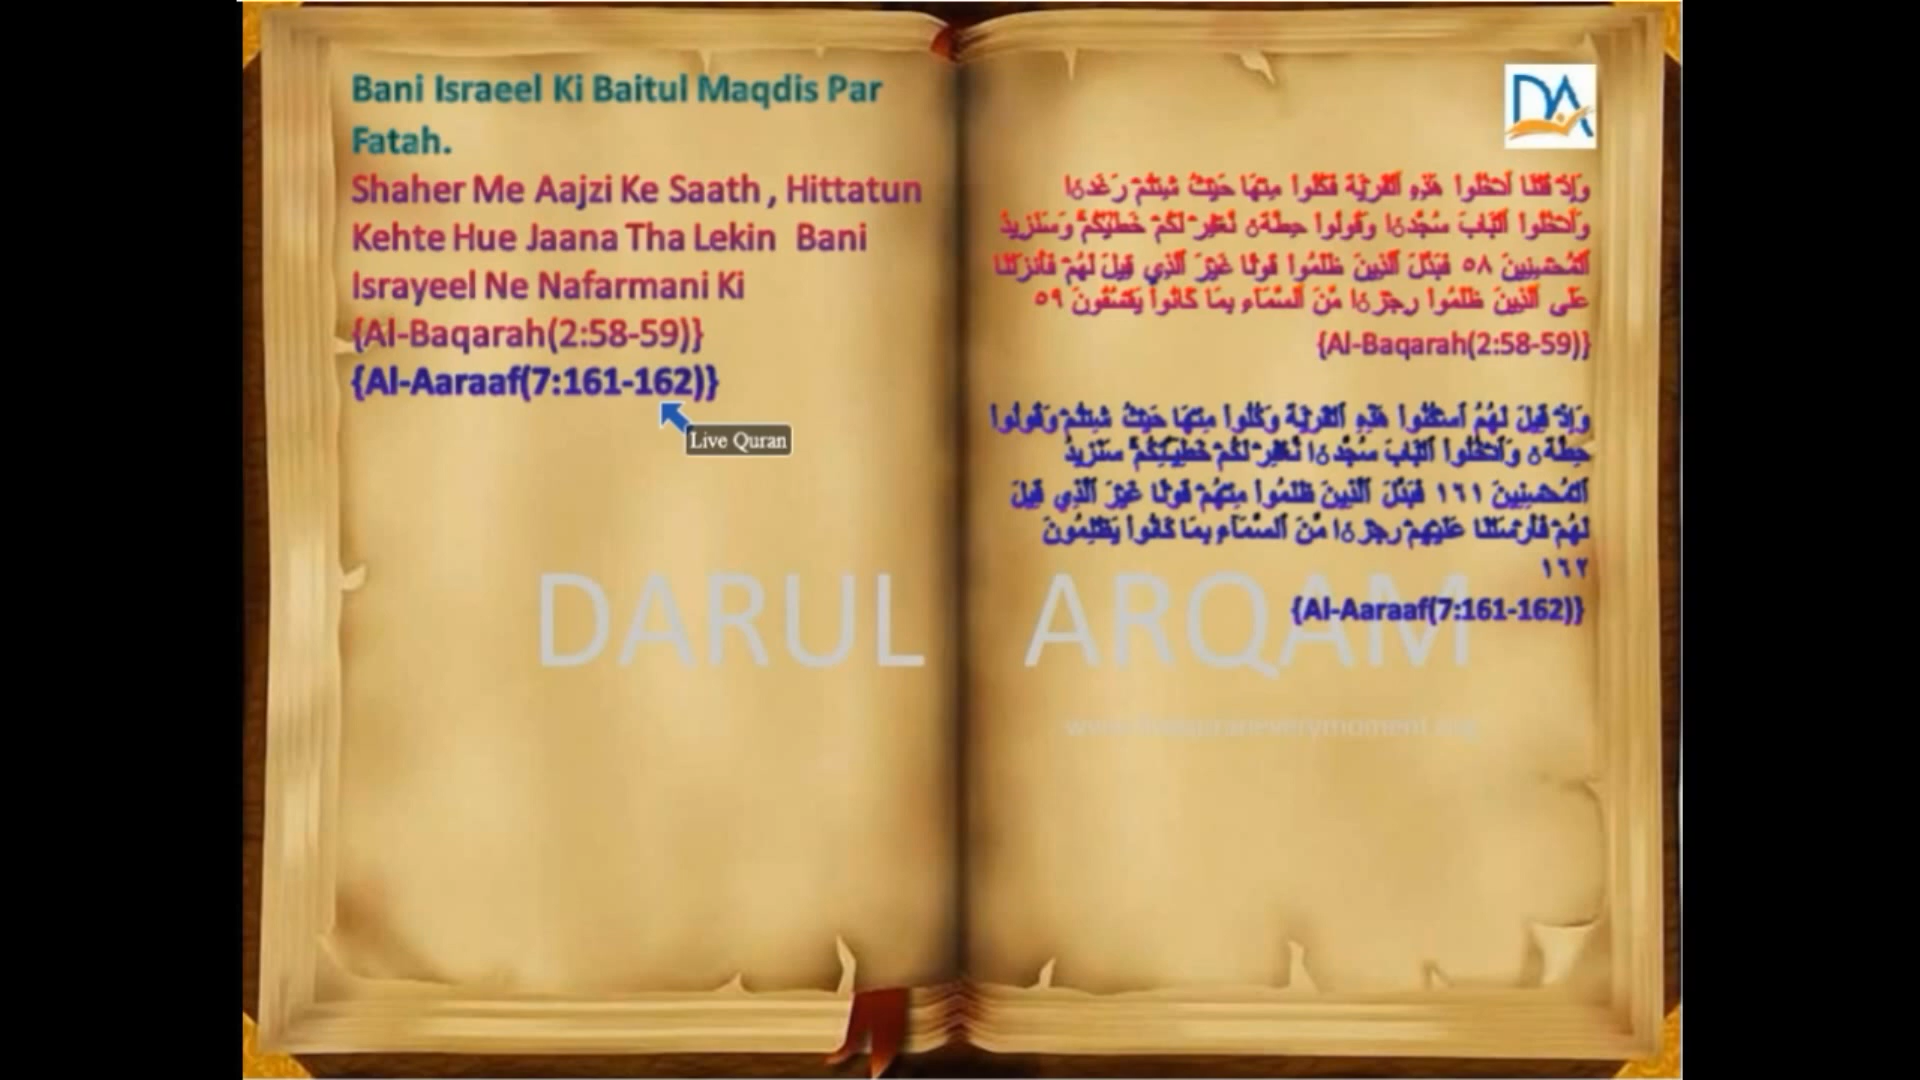 Bani Israeel Ki Baitul Maqdis Par
Fatah.
Shaher Me Aajzi Ke Saath , Hittatun
Kehte Hue Jaana Tha Lekin Bani
Israyeel Ne Nafarmani Ki
{Al-Baqarah(2:58-59)}
{Al-Aaraaf(7:161-162)}
Live Quran
DA
وَإِذۡ قُلۡنَا ٱدۡخُلُواْ هَٰذِهِ ٱلۡقَرۡيَةَ فَكُلُواْ مِنۡهَا حَيۡثُ شِئۡتُمۡ رَغَدٗا
وَٱدۡخُلُواْ ٱلۡبَابَ سُجَّدٗا وَقُولُواْ حِطَّةٞ نَّغۡفِرۡ لَكُمۡ خَطَٰيَٰكُمۡۚ وَسَنَزِيدُ
ٱلۡمُحۡسِنِينَ ٥٨ فَبَدَّلَ ٱلَّذِينَ ظَلَمُواْ قَوۡلًا غَيۡرَ ٱلَّذِي قِيلَ لَهُمۡ فَأَنزَلۡنَا
عَلَى ٱلَّذِينَ ظَلَمُواْ رِجۡزٗا مِّنَ ٱلسَّمَآءِ بِمَا كَانُواْ يَفۡسُقُونَ ٥٩
{Al-Baqarah(2:58-59)}
وَإِذۡ قِيلَ لَهُمُ ٱسۡكُنُواْ هَٰذِهِ ٱلۡقَرۡيَةَ وَكُلُواْ مِنۡهَا حَيۡثُ شِئۡتُمۡ وَقُولُواْ
حِطَّةٞ وَٱدۡخُلُواْ ٱلۡبَابَ سُجَّدٗا نَّغۡفِرۡ لَكُمۡ خَطِيٓـَٰٔتِكُمۡۚ سَنَزِيدُ
ٱلۡمُحۡسِنِينَ ١٦١ فَبَدَّلَ ٱلَّذِينَ ظَلَمُواْ مِنۡهُمۡ قَوۡلًا غَيۡرَ ٱلَّذِي قِيلَ
لَهُمۡ فَأَرۡسَلۡنَا عَلَيۡهِمۡ رِجۡزٗا مِّنَ ٱلسَّمَآءِ بِمَا كَانُواْ يَظۡلِمُونَ
١٦٢
{Al-Aaraaf(7:161-162)}
DARUL ARQAM